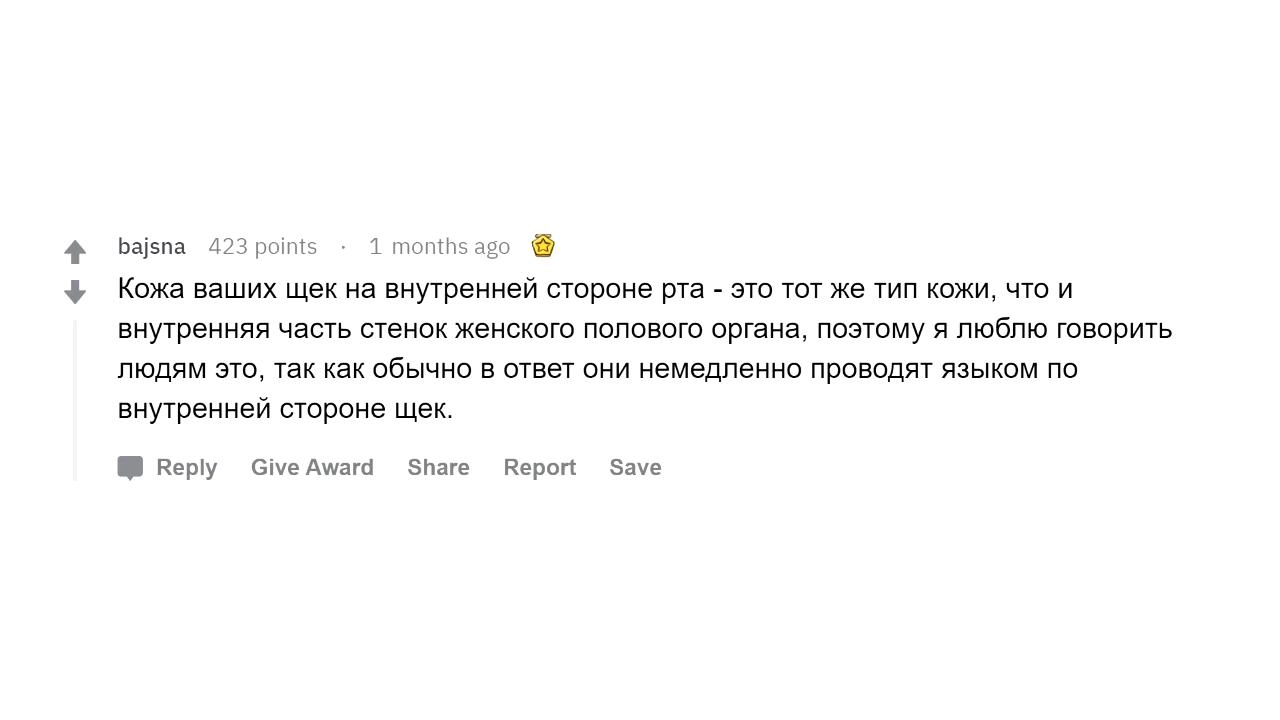 bajsna 423 points · 1 months ago
Кожа ваших щек на внутренней стороне рта - это тот же тип кожи, что и
внутренняя часть стенок женского полового органа, поэтому я люблю говорить
людям это, так как обычно в ответ они немедленно проводят языком по
внутренней стороне щек.
Reply Give Award Share Report Save